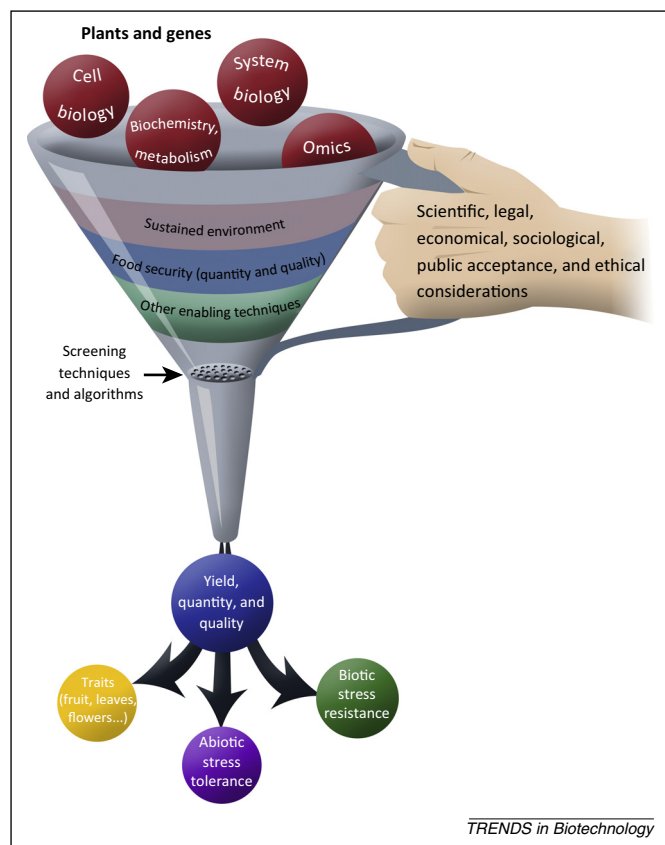 Plants and genes
Cell
biology
System
biology
Biochemistry,
metabolism
Omics
Sustained environment
Food security (quantity and quality)
Other enabling techniques
Scientific, legal,
economical, sociological,
public acceptance, and ethical
considerations
Screening
techniques
and algorithms
Yield,
quantity, and
quality
Traits
(fruit, leaves,
flowers...)
Biotic
stress
resistance
Abiotic
stress
tolerance
TRENDS in Biotechnology